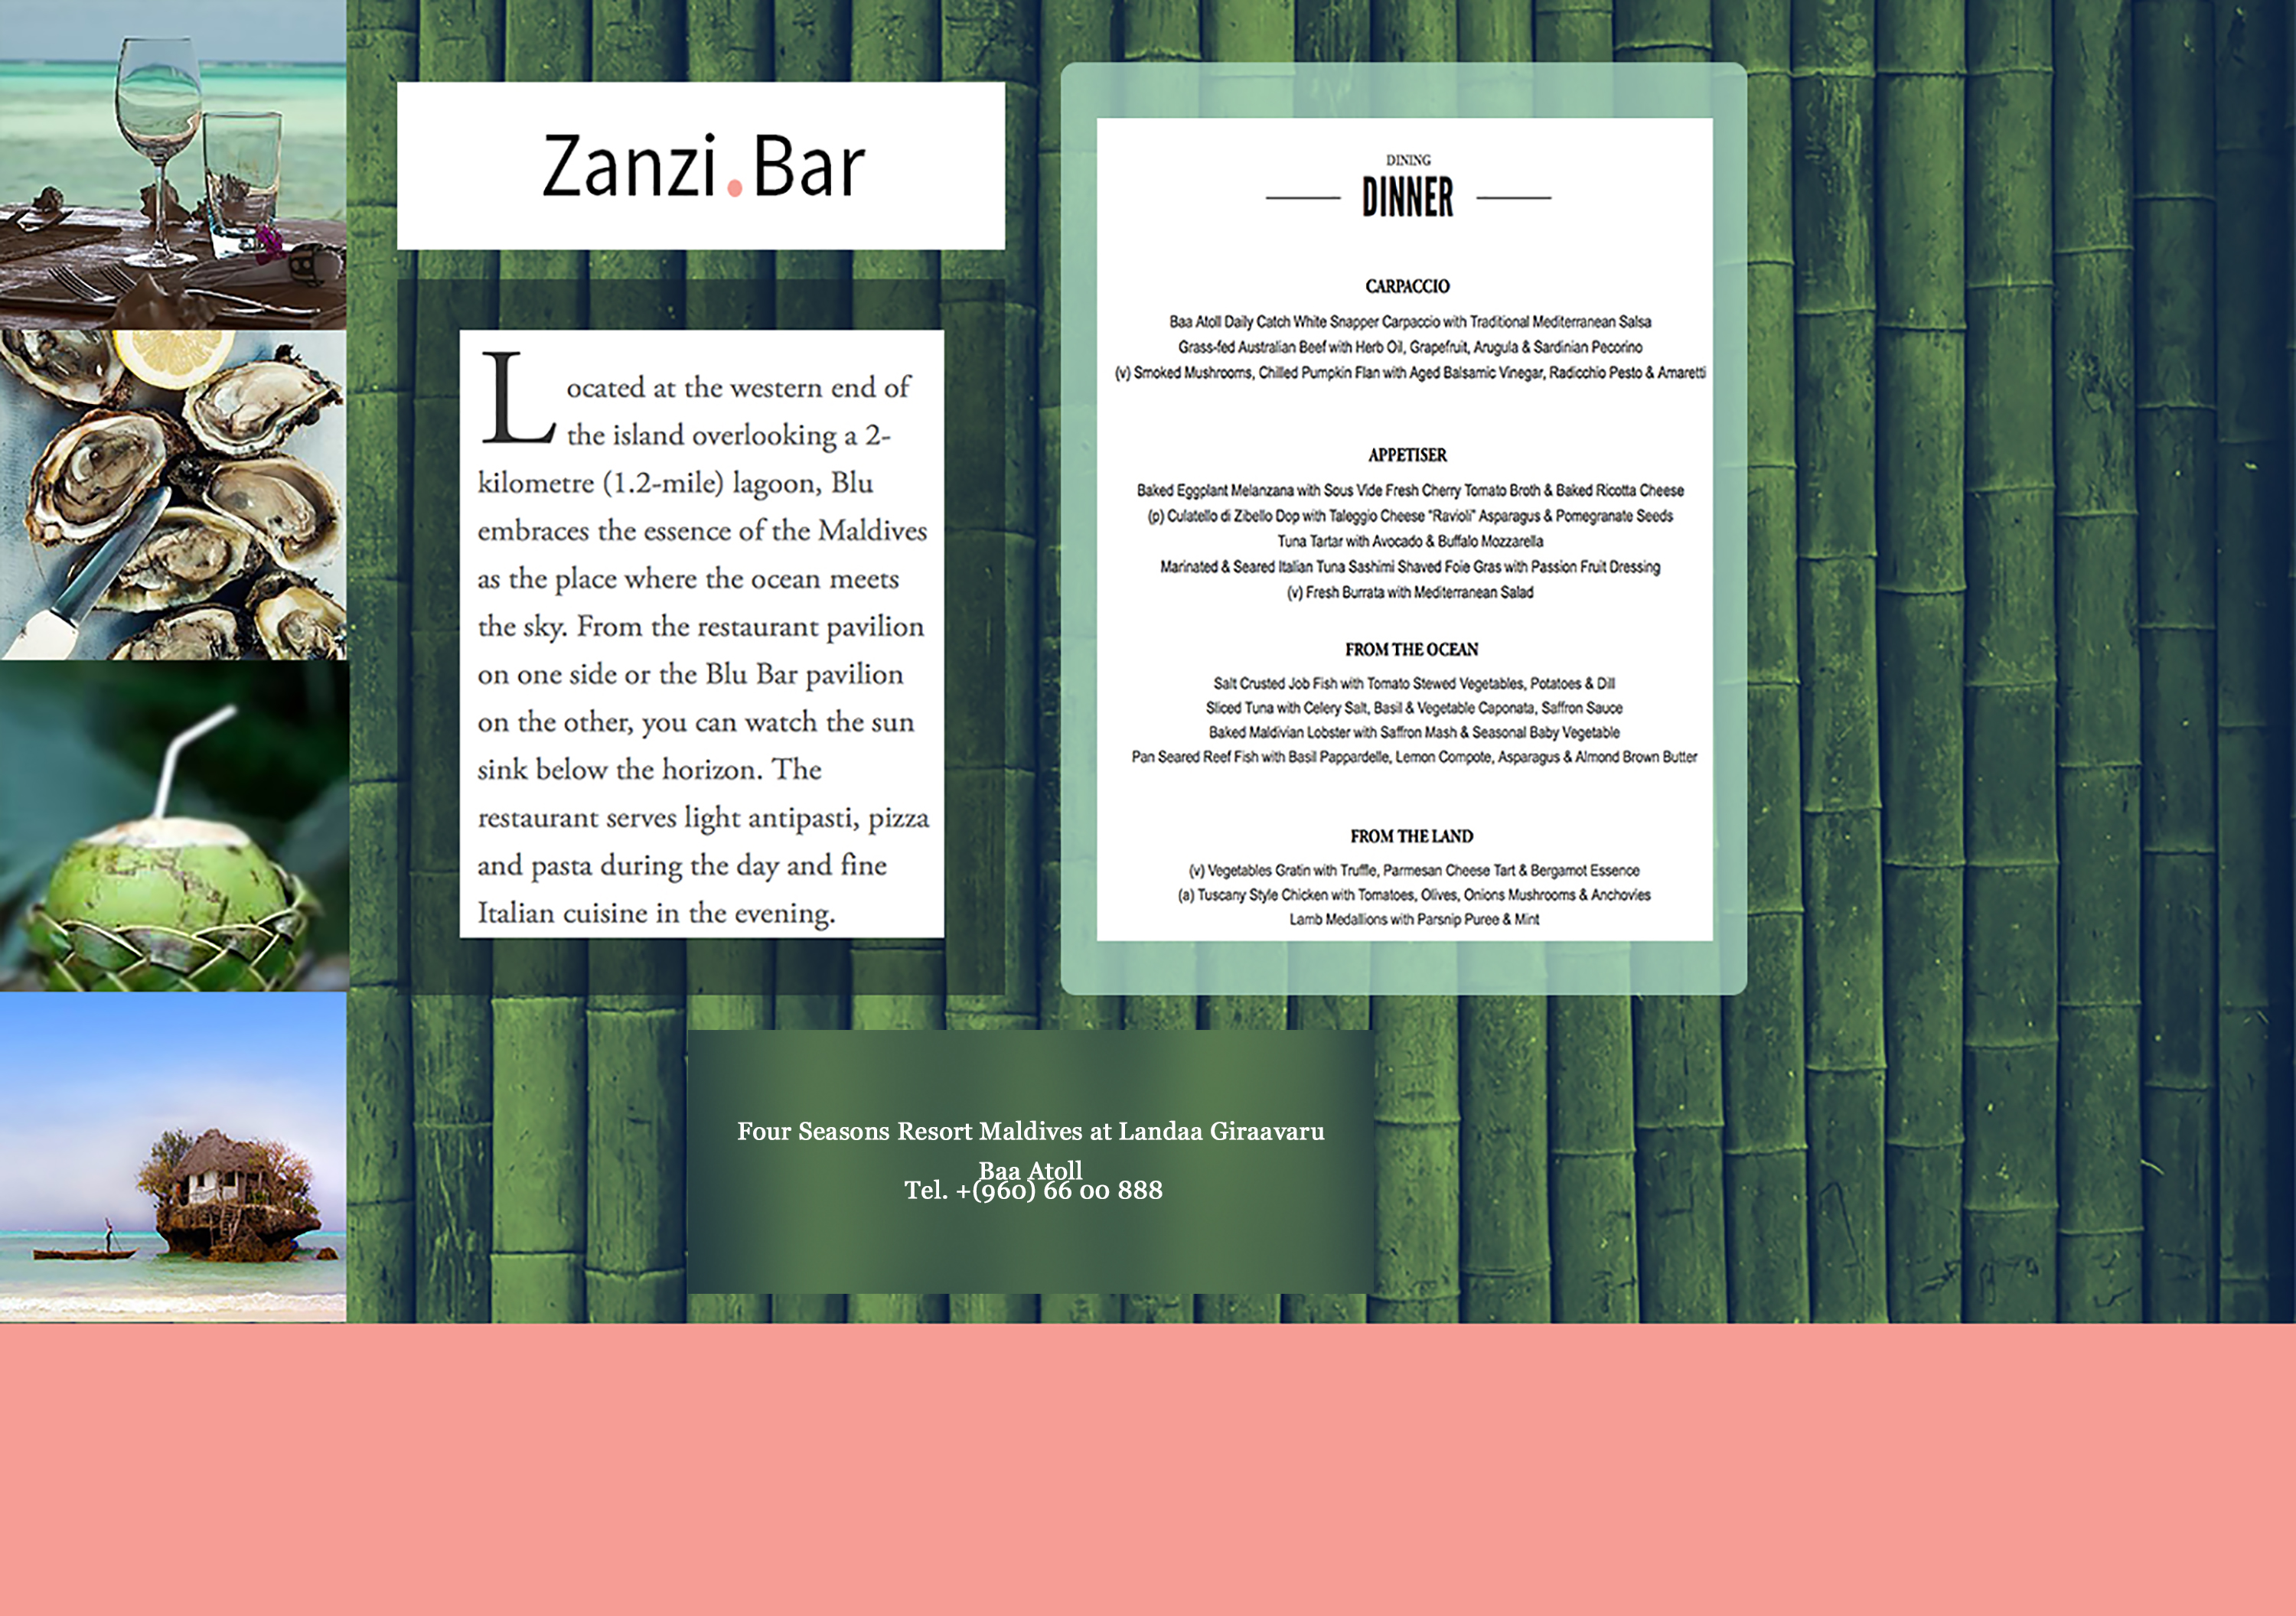 Zanzi.Bar
Located at the western end of
the island overlooking a 2-
kilometre (1.2-mile) lagoon, Blu
embraces the essence of the Maldives
as the place where the ocean meets
the sky. From the restaurant pavilion
on one side or the Blu Bar pavilion
on the other, you can watch the sun
sink below the horizon. The
restaurant serves light antipasti, pizza
and pasta during the day and fine
Italian cuisine in the evening.
DINING
DINNER
CARPACCIO
Baa Atoll Daily Catch White Snapper Carpaccio with Traditional Mediterranean Salsa
Grass-fed Australian Beef with Herb Oil, Grapefruit, Arugula & Sardinian Pecorino
(v) Smoked Mushrooms, Chilled Pumpkin Flan with Aged Balsamic Vinegar, Radicchio Pesto & Amaretti
APPETISER
Baked Eggplant Melanzana with Sous Vide Fresh Cherry Tomato Broth & Baked Ricotta Cheese
(p) Culatello di Zibello Dop with Taleggio Cheese "Ravioli" Asparagus & Pomegranate Seeds
Tuna Tartar with Avocado & Buffalo Mozzarella
Marinated & Seared Italian Tuna Sashimi Shaved Foie Gras with Passion Fruit Dressing
(v) Fresh Burrata with Mediterranean Salad
FROM THE OCEAN
Salt Crusted Job Fish with Tomato Stewed Vegetables, Potatoes & Dill
Sliced Tuna with Celery Salt, Basil & Vegetable Caponata, Saffron Sauce
Baked Maldivian Lobster with Saffron Mash & Seasonal Baby Vegetable
Pan Seared Reef Fish with Basil Pappardelle, Lemon Compote, Asparagus & Almond Brown Butter
FROM THE LAND
(v) Vegetables Gratin with Truffle, Parmesan Cheese Tart & Bergamot Essence
(a) Tuscany Style Chicken with Tomatoes, Olives, Onions Mushrooms & Anchovies
Lamb Medallions with Parsnip Puree & Mint
Four Seasons Resort Maldives at Landaa Giraavaru
Baa Atoll
Tel. +(960) 66 00 888